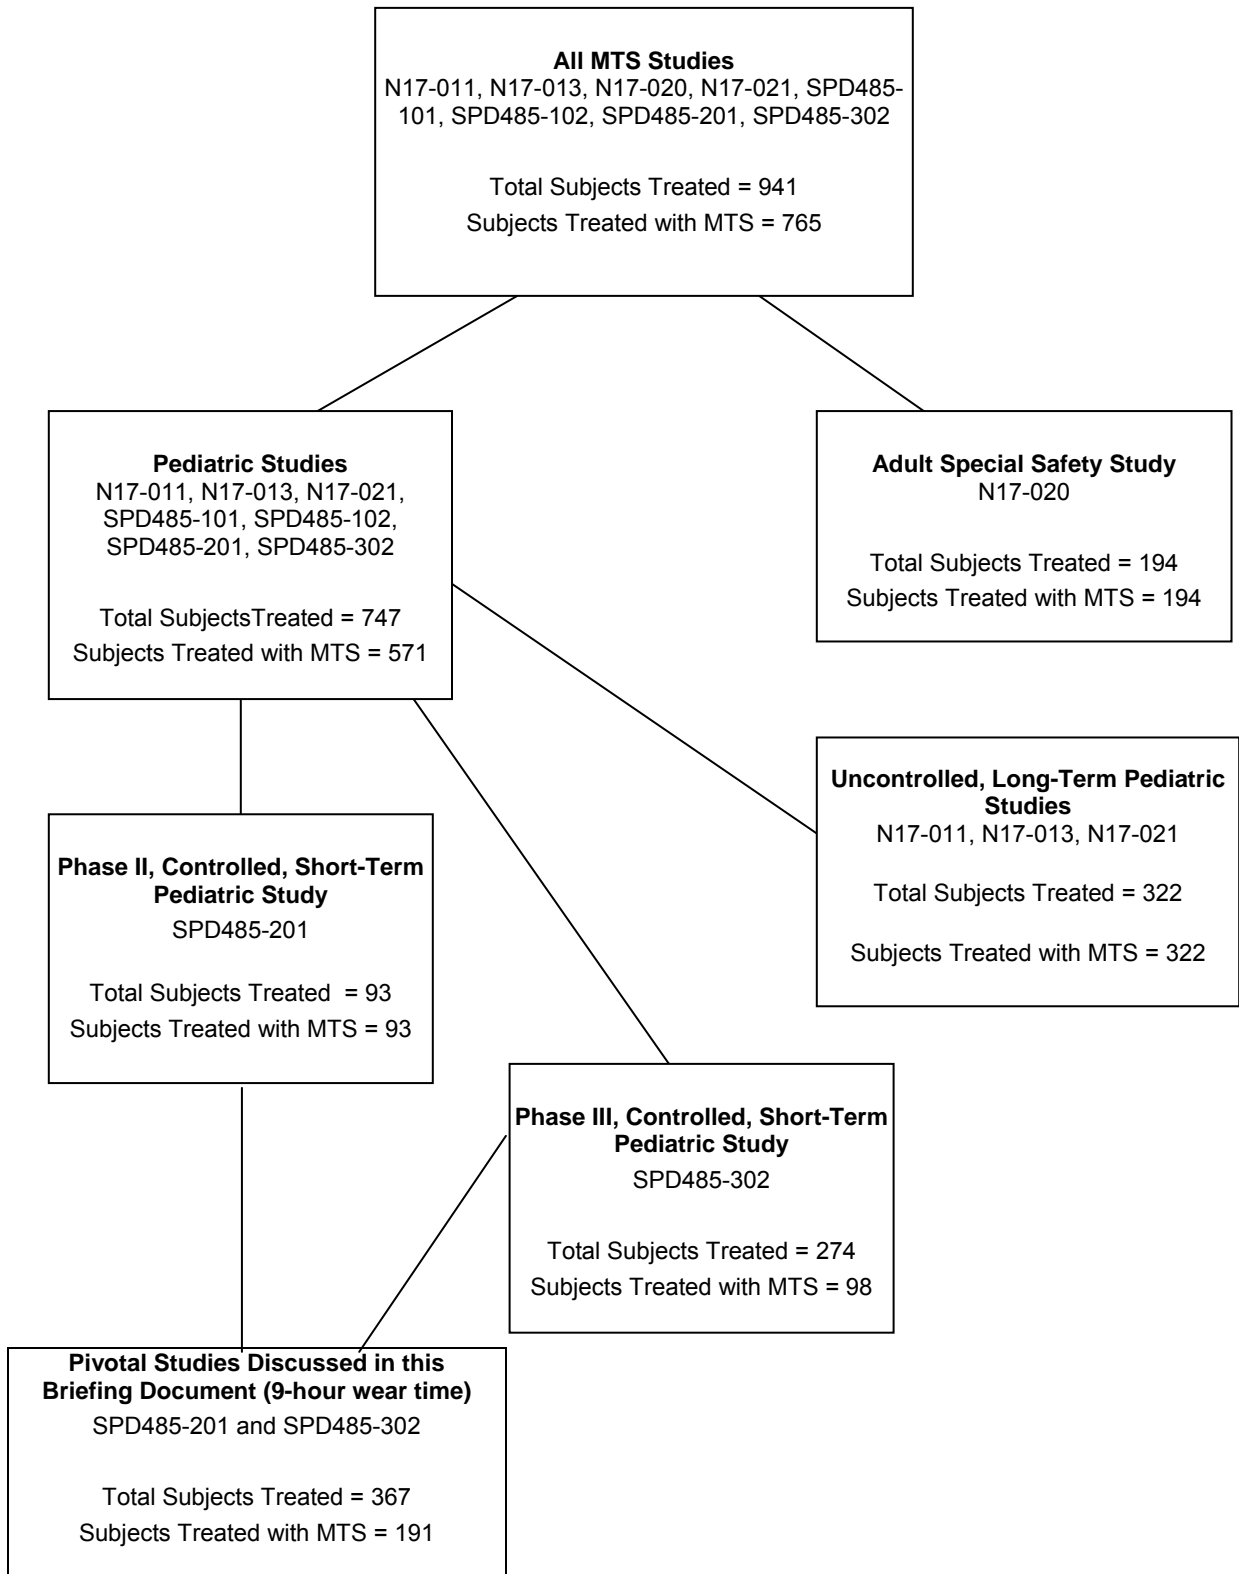 All MTS Studies
N17-011, N17-013, N17-020, N17-021, SPD485-
101, SPD485-102, SPD485-201, SPD485-302
Total Subjects Treated = 941
Subjects Treated with MTS = 765
Pediatric Studies
N17-011, N17-013, N17-021,
SPD485-101, SPD485-102,
SPD485-201, SPD485-302
Total SubjectsTreated = 747
Subjects Treated with MTS = 571
Adult Special Safety Study
N17-020
Total Subjects Treated = 194
Subjects Treated with MTS = 194
Uncontrolled, Long-Term Pediatric
Studies
N17-011, N17-013, N17-021
Total Subjects Treated = 322
Subjects Treated with MTS = 322
Phase II, Controlled, Short-Term
Pediatric Study
SPD485-201
Total Subjects Treated = 93
Subjects Treated with MTS = 93
Phase III, Controlled, Short-Term
Pediatric Study
SPD485-302
Total Subjects Treated = 274
Subjects Treated with MTS = 98
Pivotal Studies Discussed in this
Briefing Document (9-hour wear time)
SPD485-201 and SPD485-302
Total Subjects Treated = 367
Subjects Treated with MTS = 191